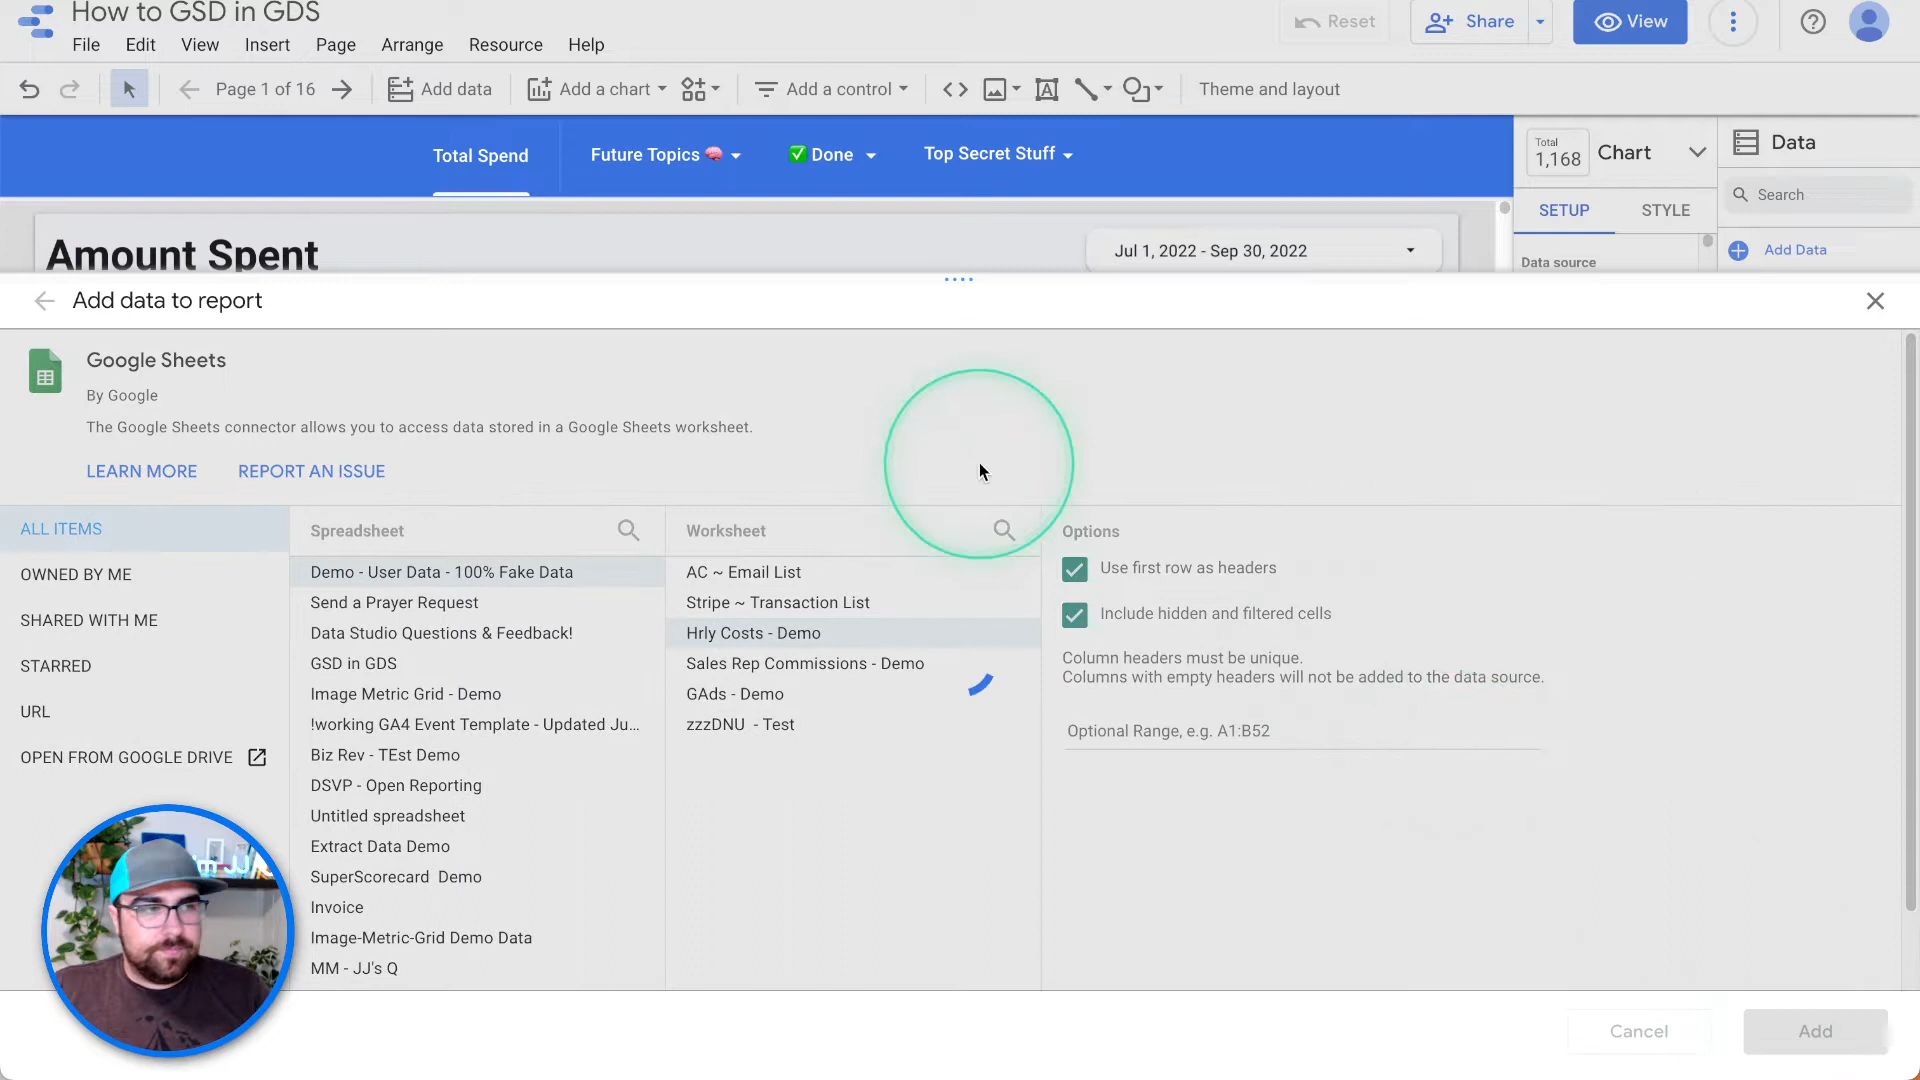 How to GSD in GDS
Reset
Share
View
File Edit View Insert Page Arrange Resource Help
Page 1 of 16
Add data
Add a chart
Add a control
Theme and layout
Total Spend
Future Topics 🧠
✅ Done
Top Secret Stuff
Total
1,168
Chart
Data
SETUP
STYLE
Search
Amount Spent
Jul 1, 2022 - Sep 30, 2022
Data source
Add Data
Add data to report
Google Sheets
By Google
The Google Sheets connector allows you to access data stored in a Google Sheets worksheet.
LEARN MORE
REPORT AN ISSUE
ALL ITEMS
OWNED BY ME
SHARED WITH ME
STARRED
URL
OPEN FROM GOOGLE DRIVE
Spreadsheet
Demo - User Data - 100% Fake Data
Send a Prayer Request
Data Studio Questions & Feedback!
GSD in GDS
Image Metric Grid - Demo
!working GA4 Event Template - Updated Ju...
Biz Rev - TEst Demo
DSVP - Open Reporting
Untitled spreadsheet
Extract Data Demo
SuperScorecard Demo
Invoice
Image-Metric-Grid Demo Data
MM - JJ's Q
Worksheet
AC ~ Email List
Stripe ~ Transaction List
Hrly Costs - Demo
Sales Rep Commissions - Demo
GAds - Demo
zzzDNU - Test
Options
Use first row as headers
Include hidden and filtered cells
Column headers must be unique.
Columns with empty headers will not be added to the data source.
Optional Range, e.g. A1:B52
Cancel
Add